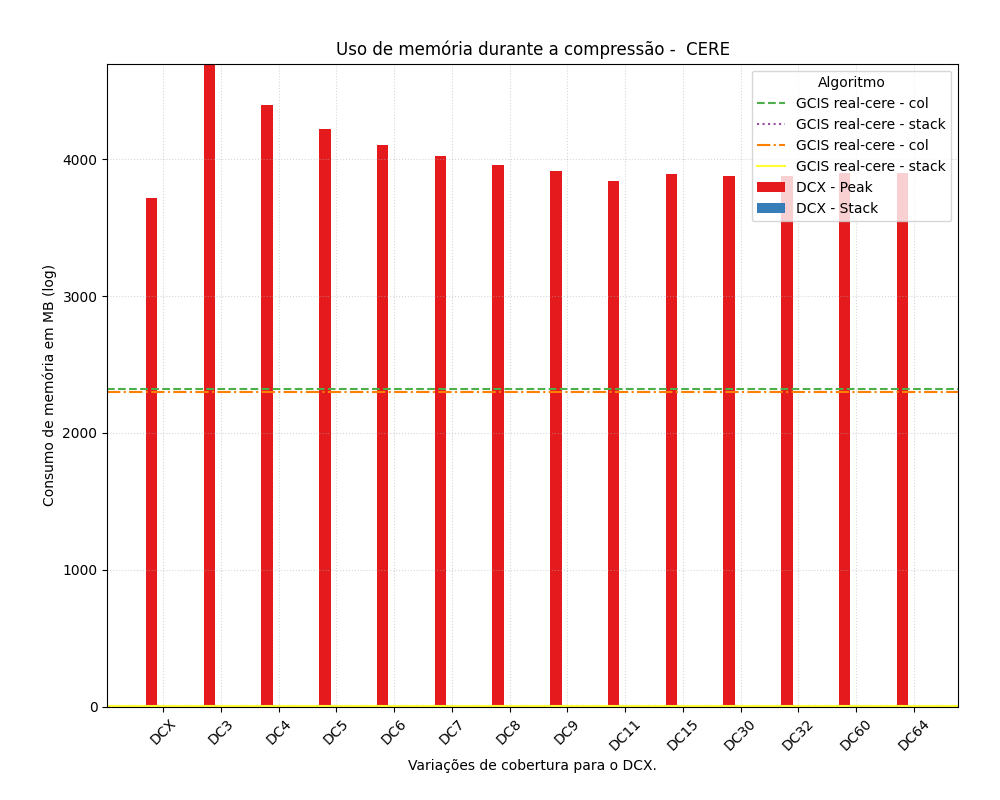 Uso de memória durante a compressão -  CERE
Algoritmo
GCIS real-cere - col
GCIS real-cere - stack
GCIS real-cere - col
GCIS real-cere - stack
DCX - Peak
DCX - Stack
Consumo de memória em MB (log)
4000
3000
2000
1000
0
DCX
DC3
DC4
DC5
DC6
DC7
DC8
DC9
DC11
DC15
DC30
DC32
DC60
DC64
Variações de cobertura para o DCX.